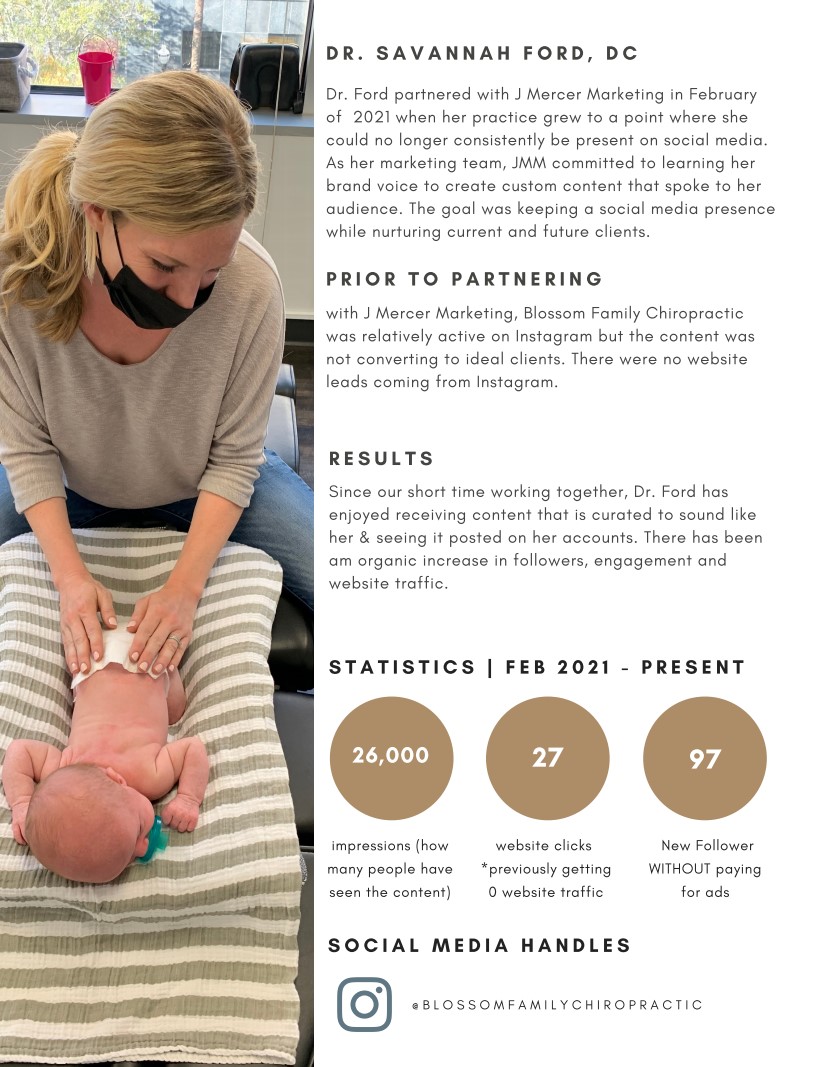 DR. SAVANNAH FORD, DC
Dr. Ford partnered with J Mercer Marketing in February
of 2021 when her practice grew to a point where she
could no longer consistently be present on social media.
As her marketing team, JMM committed to learning her
brand voice to create custom content that spoke to her
audience. The goal was keeping a social media presence
while nurturing current and future clients.
PRIOR TO PARTNERING
with J Mercer Marketing, Blossom Family Chiropractic
was relatively active on Instagram but the content was
not converting to ideal clients. There were no website
leads coming from Instagram.
RESULTS
Since our short time working together, Dr. Ford has
enjoyed receiving content that is curated to sound like
her & seeing it posted on her accounts. There has been
am organic increase in followers, engagement and
website traffic.
STATISTICS | FEB 2021 - PRESENT
26,000
impressions (how
many people have
seen the content)
27
website clicks
*previously getting
0 website traffic
97
New Follower
WITHOUT paying
for ads
SOCIAL MEDIA HANDLES
@BLOSSOMFAMILYCHIROPRACTIC